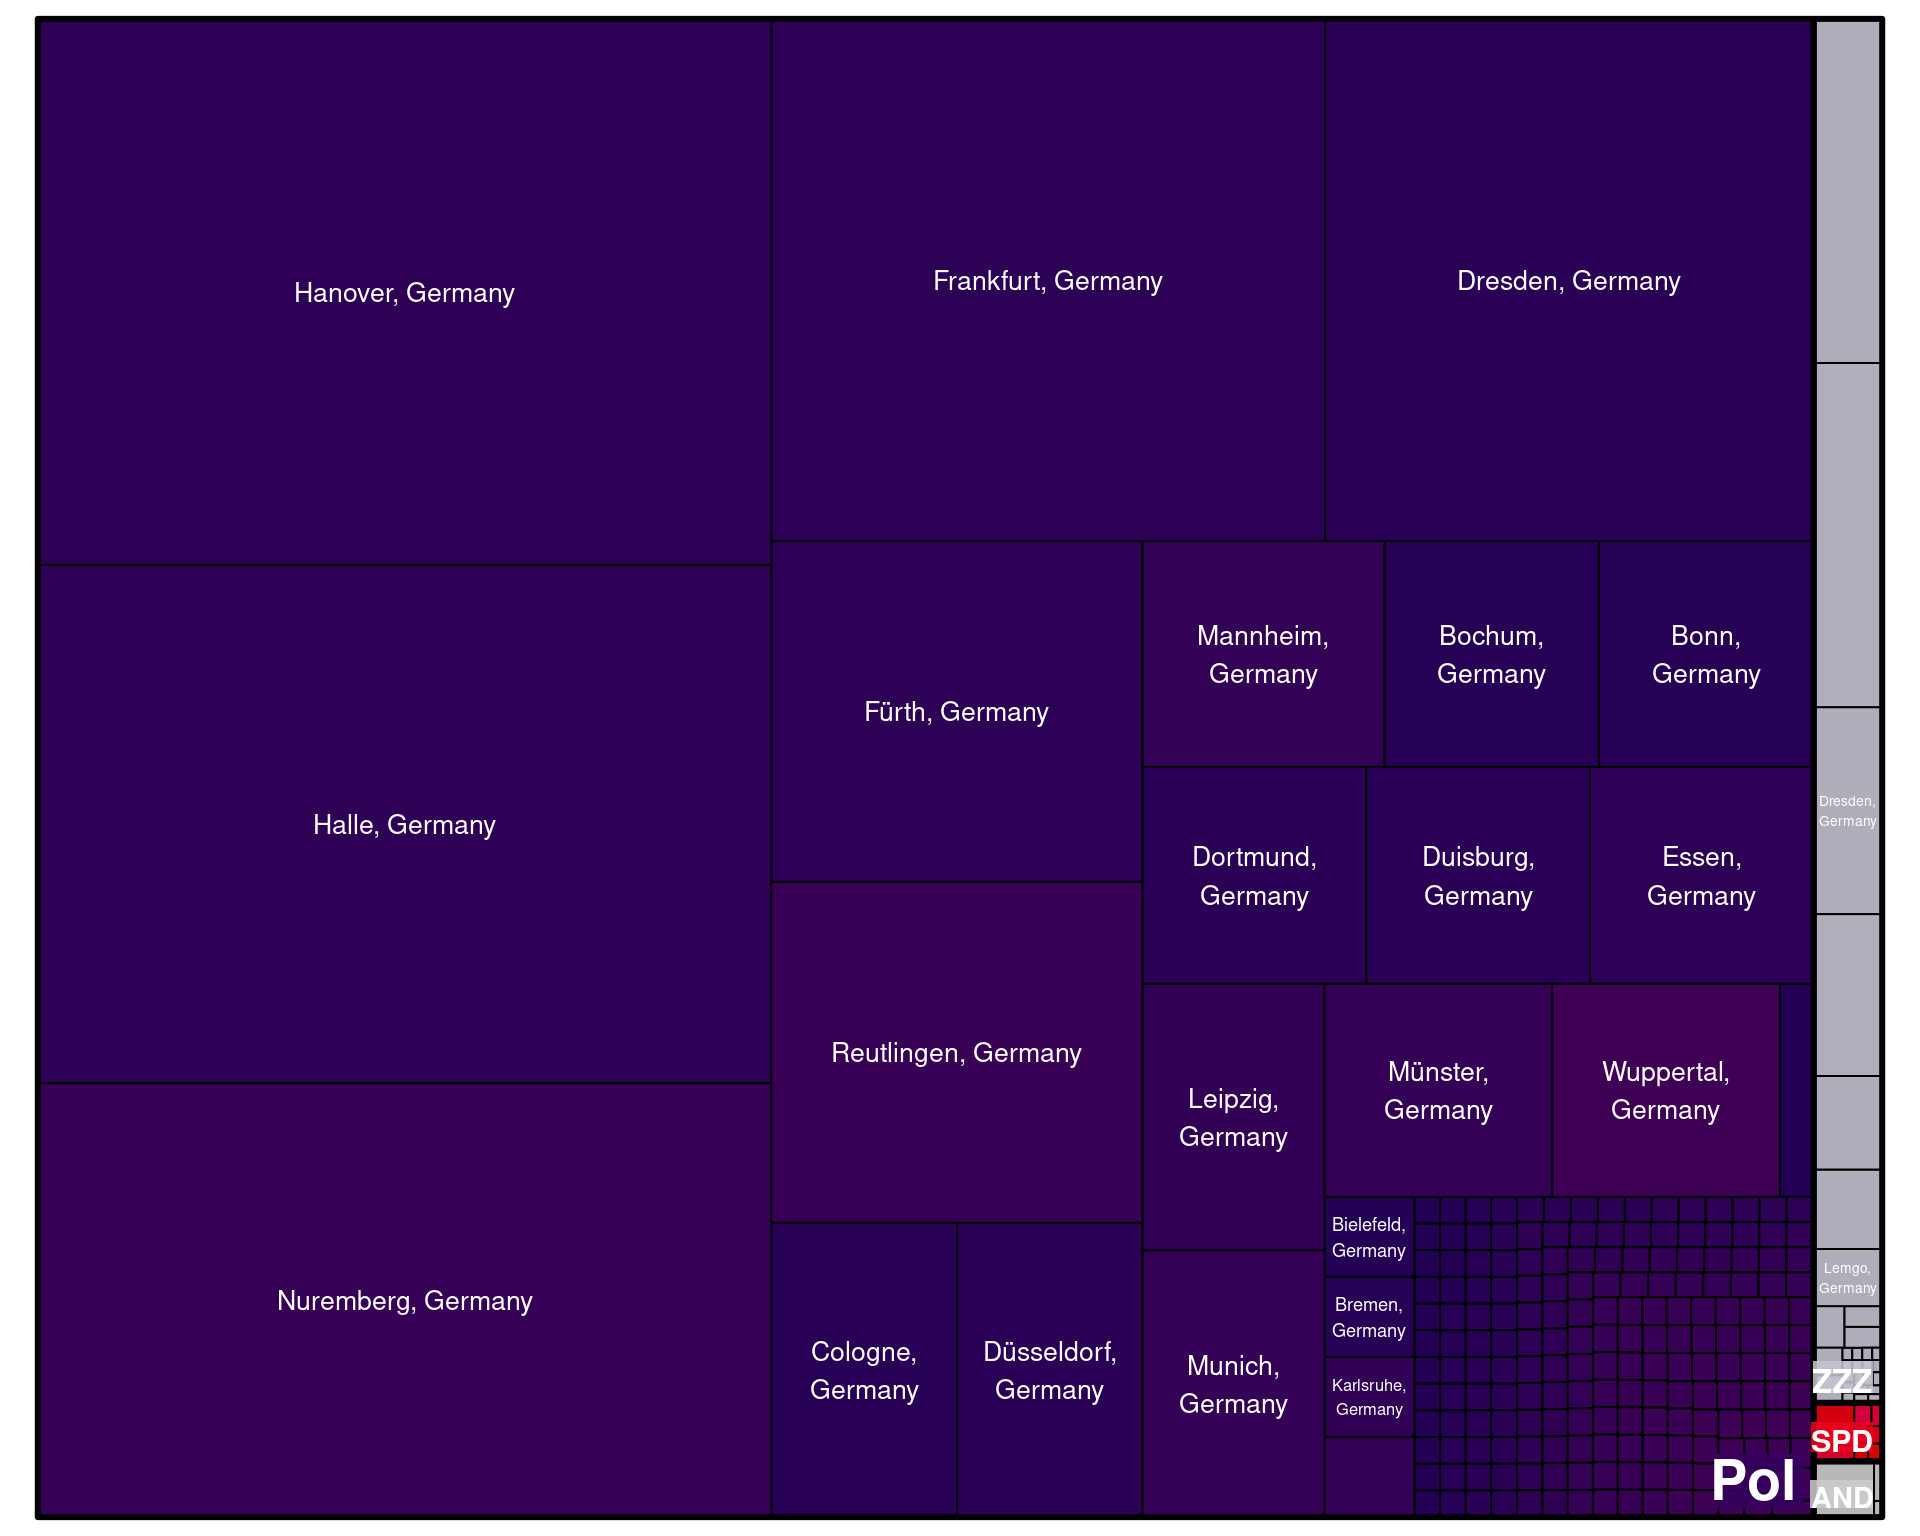 Hanover, Germany
Frankfurt, Germany
Dresden, Germany
Halle, Germany
Nuremberg, Germany
Fürth, Germany
Reutlingen, Germany
Cologne,
Germany
Düsseldorf,
Germany
Mannheim,
Germany
Bochum,
Germany
Bonn,
Germany
Dortmund,
Germany
Duisburg,
Germany
Essen,
Germany
Leipzig,
Germany
Munich,
Germany
Münster,
Germany
Wuppertal,
Germany
Bielefeld,
Germany
Bremen,
Germany
Karlsruhe,
Germany
Pol
Dresden,
Germany
Lemgo,
Germany
ZZZ
SPD
AND